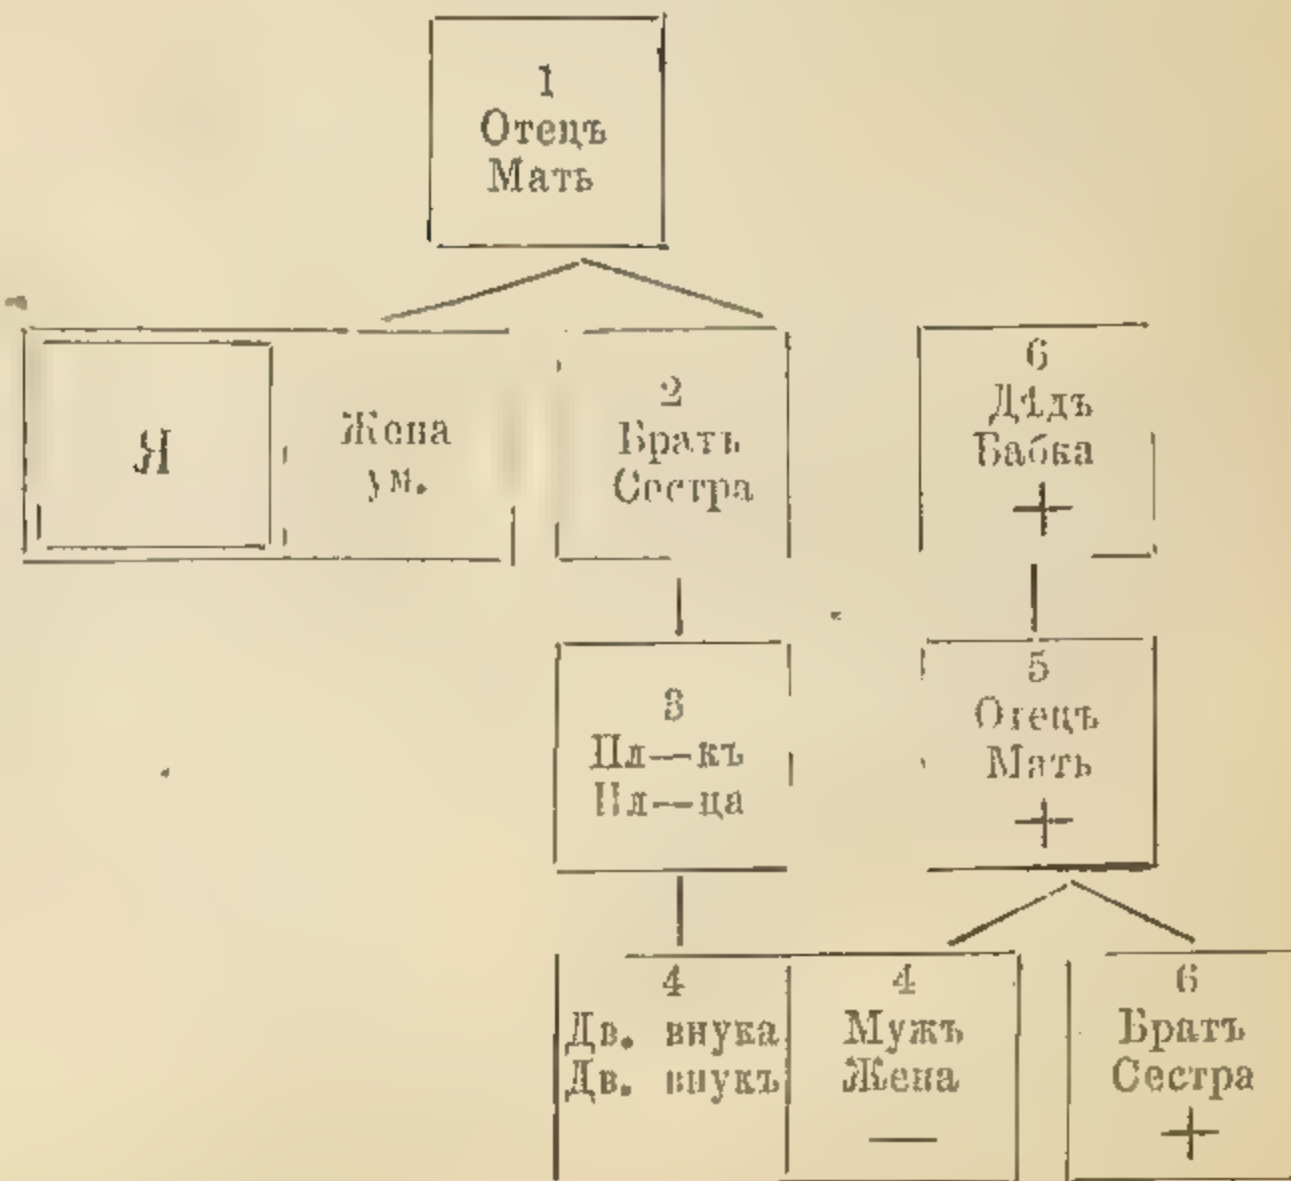 1
Отецъ
Мать
Я
Жена
ум.
2
Братъ
Сестра
6
Дѣдъ
Бабка
+
3
Пл—къ
Пл—ца
5
Отецъ
Мать
+
4
Дв. внука
Дв. внукъ
4
Мужъ
Жена
—
6
Братъ
Сестра
+